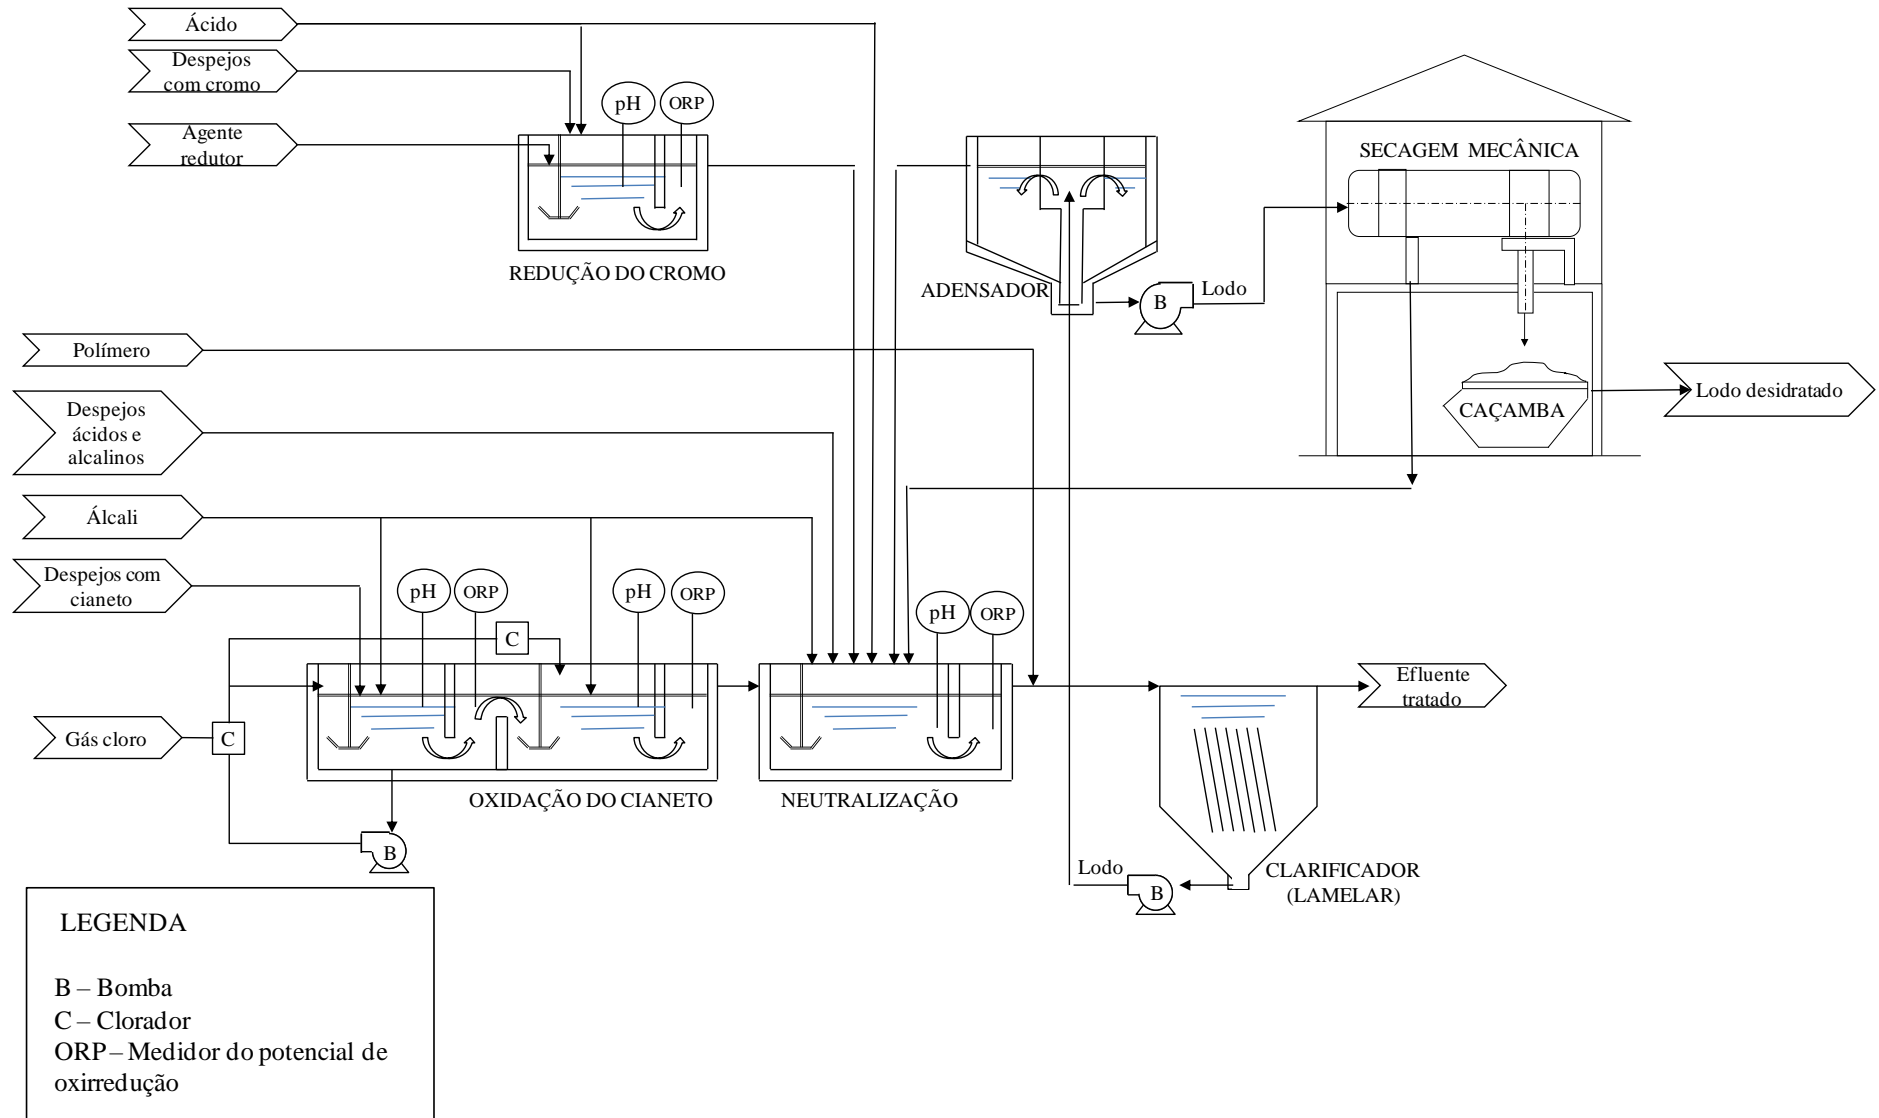 Ácido
Despejos
com cromo
Agente
redutor
pH
ORP
REDUÇÃO DO CROMO
ADENSADOR
B
Lodo
SECAGEM MECÂNICA
CAÇAMBA
Lodo desidratado
Polímero
Despejos
ácidos e
alcalinos
Álcali
Despejos com
cianeto
Gás cloro
C
C
pH
ORP
pH
ORP
OXIDAÇÃO DO CIANETO
B
pH
ORP
NEUTRALIZAÇÃO
Efluente
tratado
Lodo
B
CLARIFICADOR
(LAMELAR)
LEGENDA
B – Bomba
C – Clorador
ORP – Medidor do potencial de
oxirredução